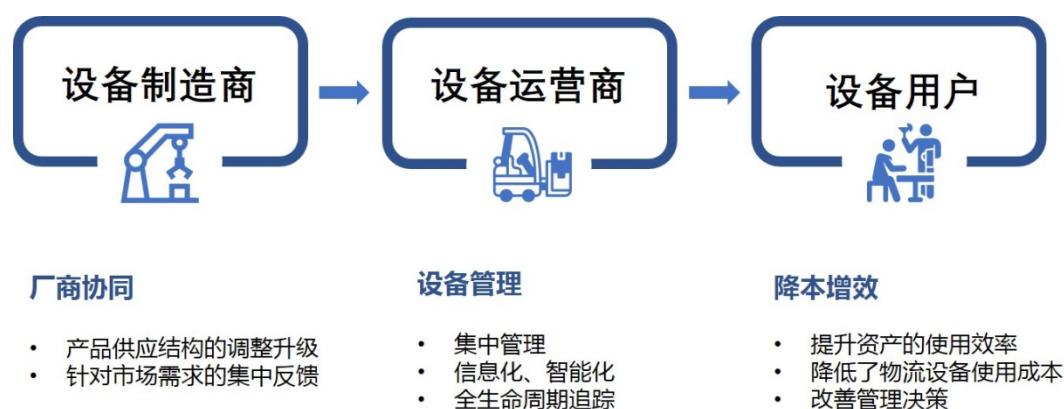 设备制造商
设备运营商
设备用户
厂商协同
• 产品供应结构的调整升级
• 针对市场需求的集中反馈
设备管理
• 集中管理
• 信息化、智能化
• 全生命周期追踪
降本增效
• 提升资产的使用效率
• 降低了物流设备使用成本
• 改善管理决策